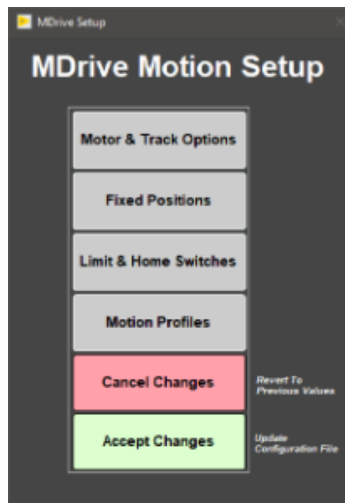 MDrive Setup
MDrive Motion Setup
Motor & Track Options
Fixed Positions
Limit & Home Switches
Motion Profiles
Cancel Changes
Revert To
Previous Values
Accept Changes
Update
Configuration File